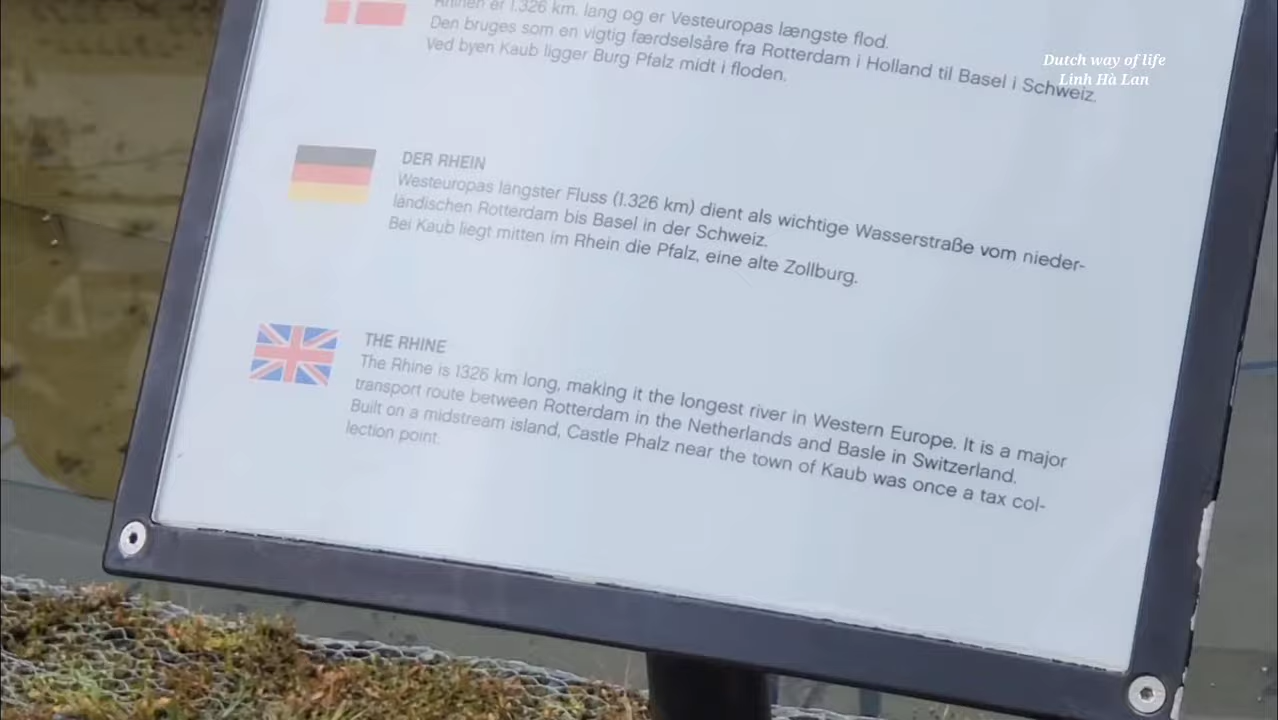 Rhinen er 1.326 km. lang og er Vesteuropas længste flod.
Den bruges som en vigtig færdselsåre fra Rotterdam i Holland til Basel i Schweiz.
Ved byen Kaub ligger Burg Pfalz midt i floden.
Dutch way of life
Linh Hà Lan
DER RHEIN
Westeuropas längster Fluss (1.326 km) dient als wichtige Wasserstraße vom nieder-
ländischen Rotterdam bis Basel in der Schweiz.
Bei Kaub liegt mitten im Rhein die Pfalz, eine alte Zollburg.
THE RHINE
The Rhine is 1326 km long, making it the longest river in Western Europe. It is a major
transport route between Rotterdam in the Netherlands and Basle in Switzerland.
Built on a midstream island, Castle Phalz near the town of Kaub was once a tax col-
lection point.